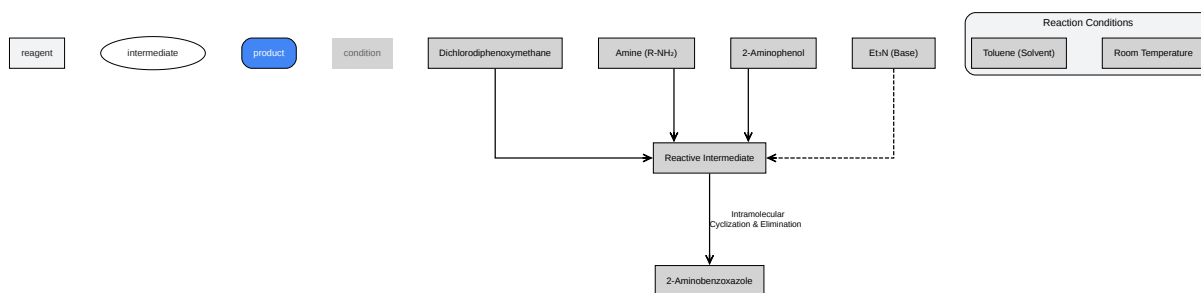 Reaction Conditions
reagent
intermediate
product
condition
Dichlorodiphenoxymethane
Amine (R-NH₂)
2-Aminophenol
Et₃N (Base)
Toluene (Solvent)
Room Temperature
Reactive Intermediate
Intramolecular
Cyclization & Elimination
2-Aminobenzoxazole